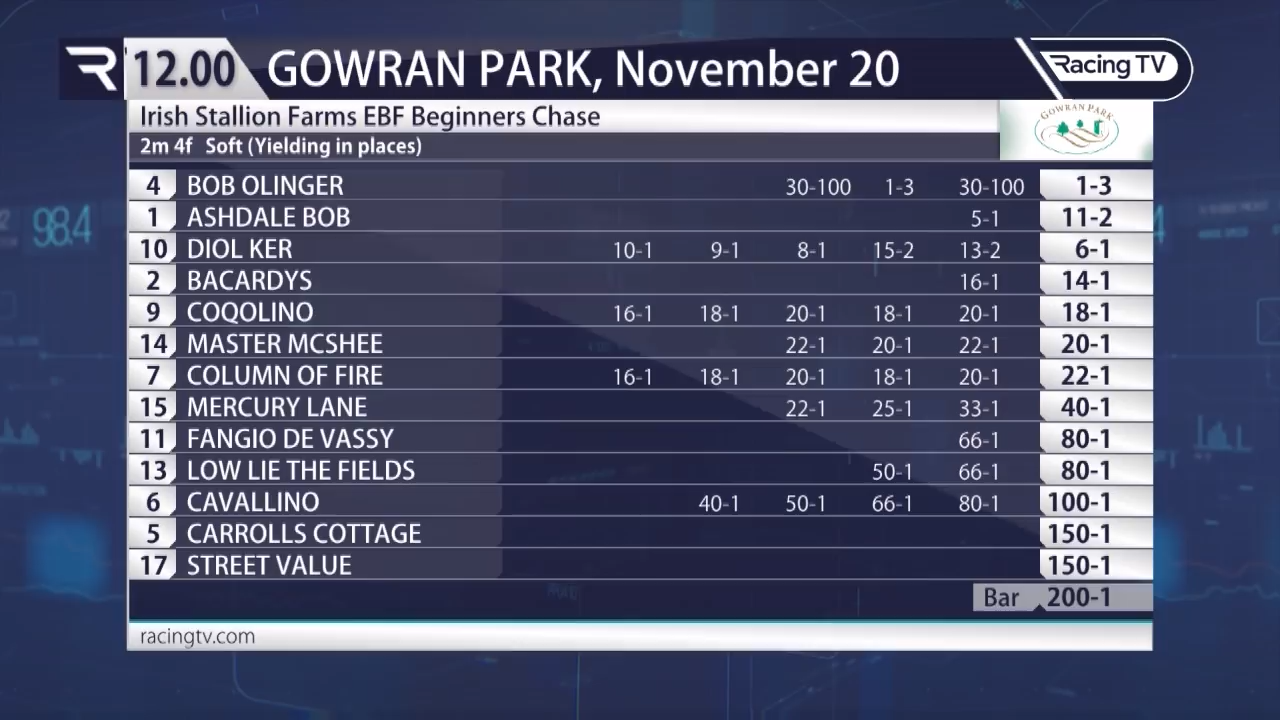 12.00 GOWRAN PARK, November 20 Racing TV
Irish Stallion Farms EBF Beginners Chase
GOWRAN PARK
2m 4f Soft (Yielding in places)
4 BOB OLINGER 30-100 1-3 30-100 1-3
1 ASHDALE BOB 5-1 11-2
10 DIOL KER 10-1 9-1 8-1 15-2 13-2 6-1
2 BACARDYS 16-1 14-1
9 COQOLINO 16-1 18-1 20-1 18-1 20-1 18-1
14 MASTER MCSHEE 22-1 20-1 22-1 20-1
7 COLUMN OF FIRE 16-1 18-1 20-1 18-1 20-1 22-1
15 MERCURY LANE 22-1 25-1 33-1 40-1
11 FANGIO DE VASSY 66-1 80-1
13 LOW LIE THE FIELDS 50-1 66-1 80-1
6 CAVALLINO 40-1 50-1 66-1 80-1 100-1
5 CARROLLS COTTAGE 150-1
17 STREET VALUE 150-1
Bar 200-1
racingtv.com
98.4